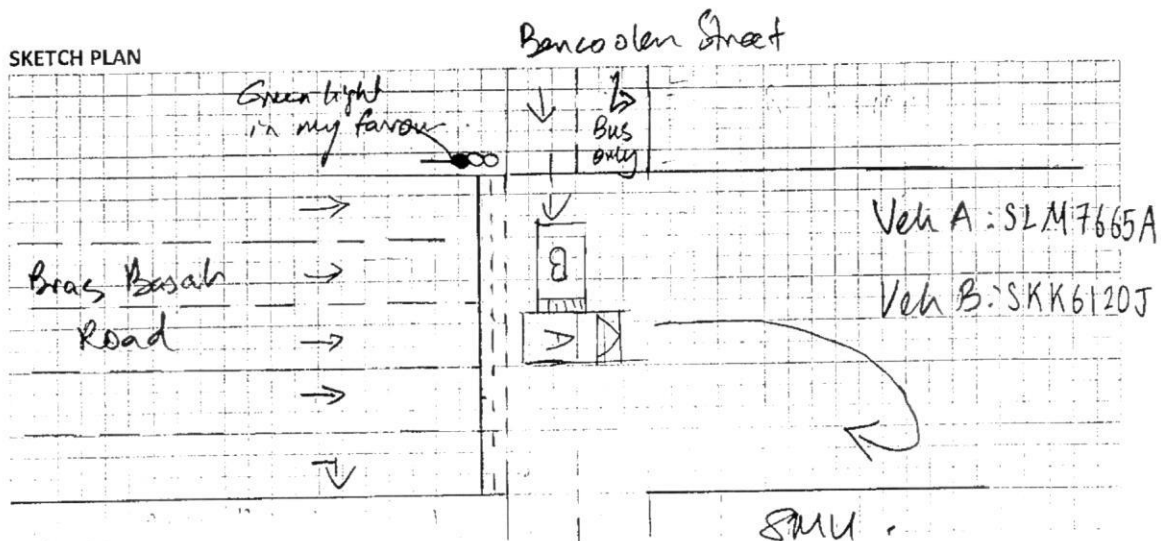 Bencoolen Street
SKETCH PLAN
Green light
in my favour
Bus
only
Veh A : SLM7665A
Bras Basah
Road
B
Veh B : SKK6120J
A
SMU .